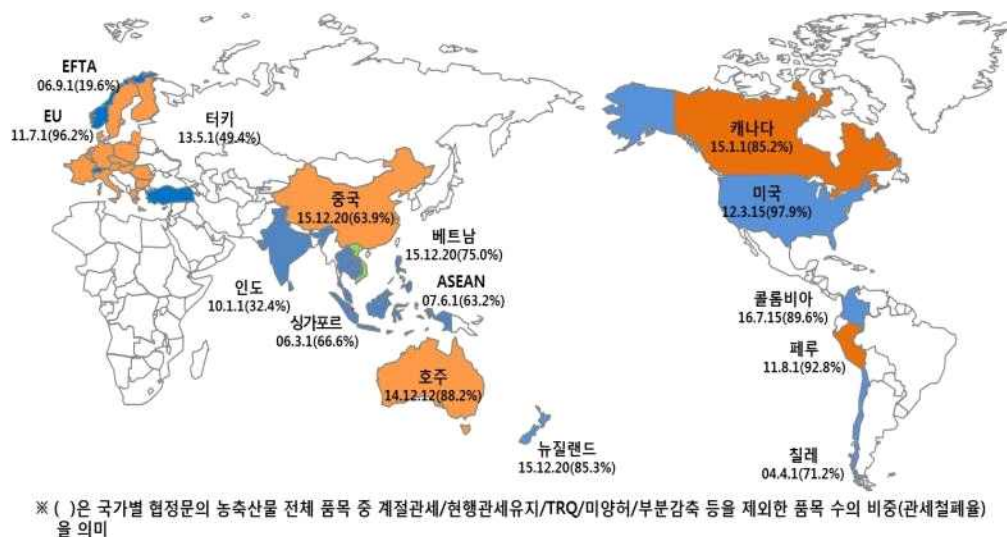 EFTA
06.9.1(19.6%)
EU
11.7.1(96.2%)
터키
13.5.1(49.4%)
중국
15.12.20(63.9%)
베트남
15.12.20(75.0%)
인도
10.1.1(32.4%)
ASEAN
07.6.1(63.2%)
싱가포르
06.3.1(66.6%)
호주
14.12.12(88.2%)
뉴질랜드
15.12.20(85.3%)
캐나다
15.1.1(85.2%)
미국
12.3.15(97.9%)
콜롬비아
16.7.15(89.6%)
페루
11.8.1(92.8%)
칠레
04.4.1(71.2%)
※ ( )은 국가별 협정문의 농축산물 전체 품목 중 계절관세/현행관세유지/TRQ/미양허/부분감축 등을 제외한 품목 수의 비중(관세철폐율)
을 의미